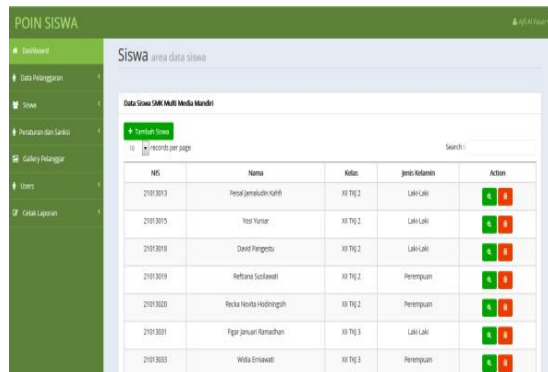 POIN SISWA
Dashboard
Data Pelanggaran
Siswa
Peraturan dan Sanksi
Gallery Pelanggar
Users
Cetak Laporan
Siswa area data siswa
Data Siswa SMK Multi Media Mandiri
+ Tambah Siswa
10 records per page
Search :
NIS Nama Kelas Jenis Kelamin Action
21013013 Feisal Jamaludin Kahfi XII TKJ 2 Laki-Laki
21013015 Yesi Yuniar XII TKJ 2 Laki-Laki
21013018 David Pangestu XII TKJ 2 Laki-Laki
21013019 Reftiana Susilawati XII TKJ 2 Perempuan
21013020 Recka Novita Hodiningsih XII TKJ 2 Perempuan
21013031 Figar Januari Ramadhan XII TKJ 3 Laki-Laki
21013033 Widia Erniawati XII TKJ 3 Perempuan